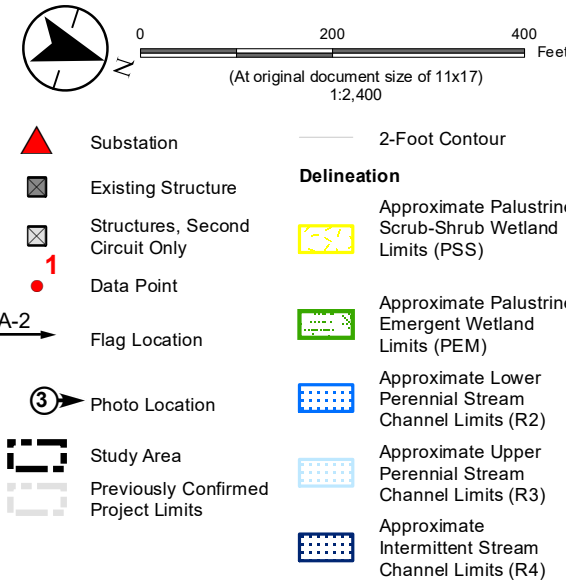 N
0 200 400
Feet
(At original document size of 11x17)
1:2,400
Substation
Existing Structure
Structures, Second
Circuit Only
1
Data Point
A-2
Flag Location
3
Photo Location
Study Area
Previously Confirmed
Project Limits
2-Foot Contour
Delineation
Approximate Palustrine
Scrub-Shrub Wetland
Limits (PSS)
Approximate Palustrine
Emergent Wetland
Limits (PEM)
Approximate Lower
Perennial Stream
Channel Limits (R2)
Approximate Upper
Perennial Stream
Channel Limits (R3)
Approximate
Intermittent Stream
Channel Limits (R4)